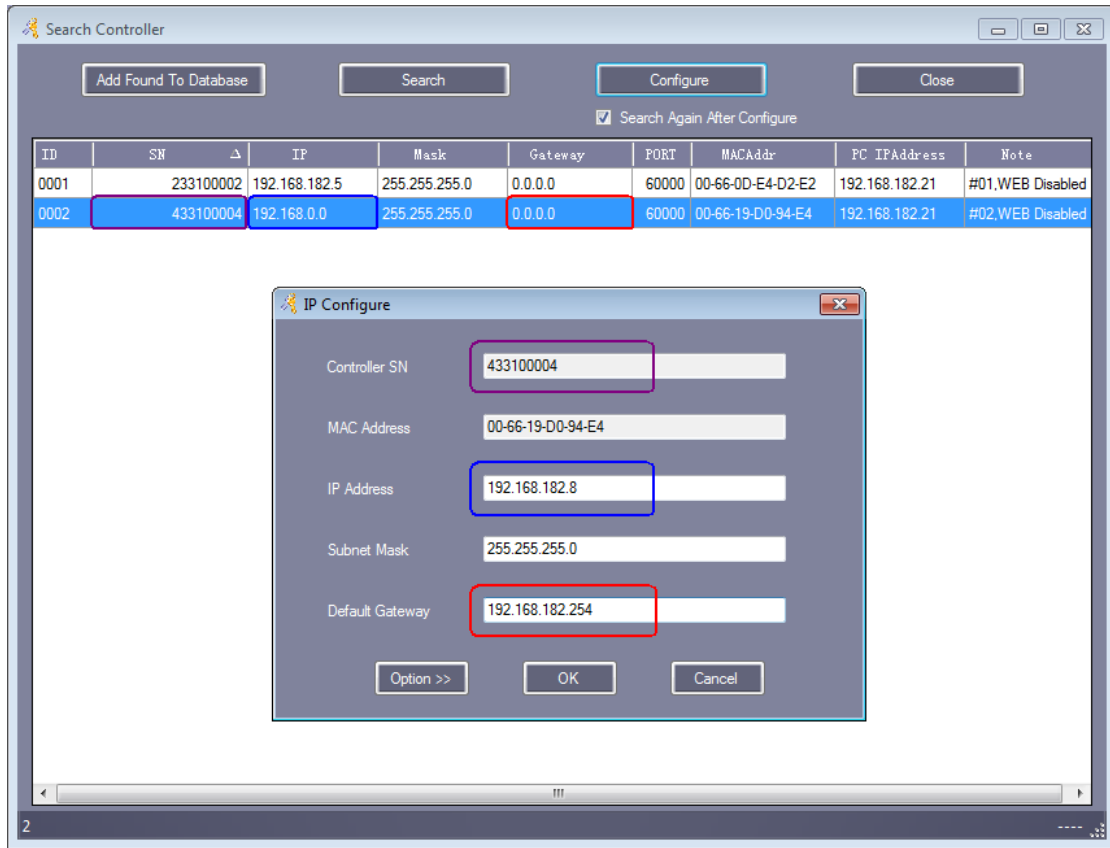 Search Controller
Add Found To Database Search Configure Close
Search Again After Configure
ID SN Δ IP Mask Gateway PORT MACAddr PC IPAddress Note
0001 233100002 192.168.182.5 255.255.255.0 0.0.0.0 60000 00-66-0D-E4-D2-E2 192.168.182.21 #01,WEB Disabled
0002 433100004 192.168.0.0 255.255.255.0 0.0.0.0 60000 00-66-19-D0-94-E4 192.168.182.21 #02,WEB Disabled
IP Configure
Controller SN 433100004
MAC Address 00-66-19-D0-94-E4
IP Address 192.168.182.8
Subnet Mask 255.255.255.0
Default Gateway 192.168.182.254
Option >> OK Cancel
2 ----